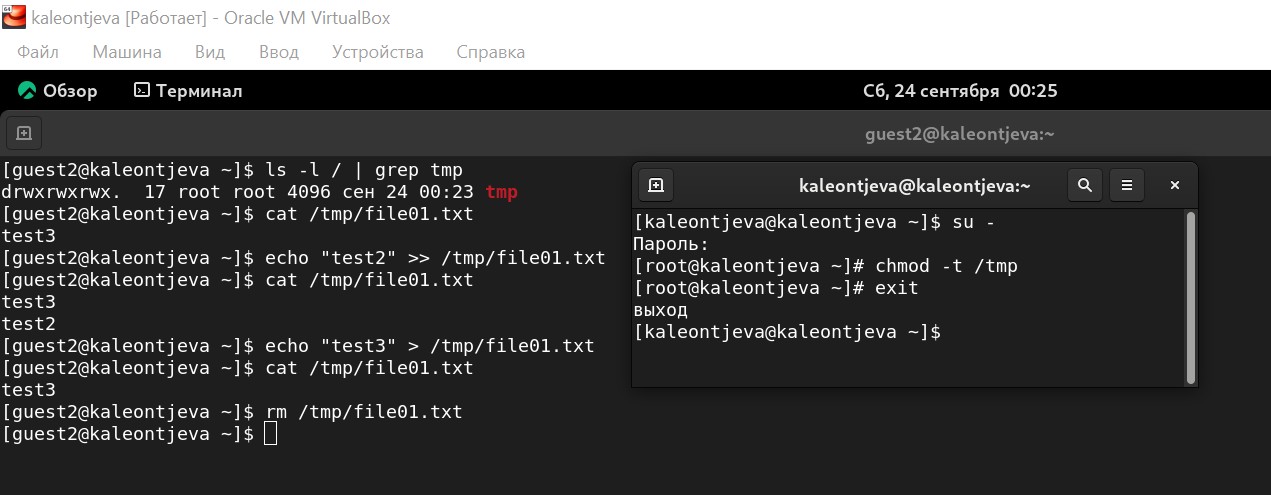 kaleontjeva [Работает] - Oracle VM VirtualBox
Файл Машина Вид Ввод Устройства Справка
Обзор Терминал Сб, 24 сентября 00:25
guest2@kaleontjeva:~
[guest2@kaleontjeva ~]$ ls -l / | grep tmp
drwxrwxrwx.  17 root root 4096 сен 24 00:23 tmp
[guest2@kaleontjeva ~]$ cat /tmp/file01.txt
test3
[guest2@kaleontjeva ~]$ echo "test2" >> /tmp/file01.txt
[guest2@kaleontjeva ~]$ cat /tmp/file01.txt
test3
test2
[guest2@kaleontjeva ~]$ echo "test3" > /tmp/file01.txt
[guest2@kaleontjeva ~]$ cat /tmp/file01.txt
test3
[guest2@kaleontjeva ~]$ rm /tmp/file01.txt
[guest2@kaleontjeva ~]$
kaleontjeva@kaleontjeva:~
[kaleontjeva@kaleontjeva ~]$ su -
Пароль:
[root@kaleontjeva ~]# chmod -t /tmp
[root@kaleontjeva ~]# exit
выход
[kaleontjeva@kaleontjeva ~]$